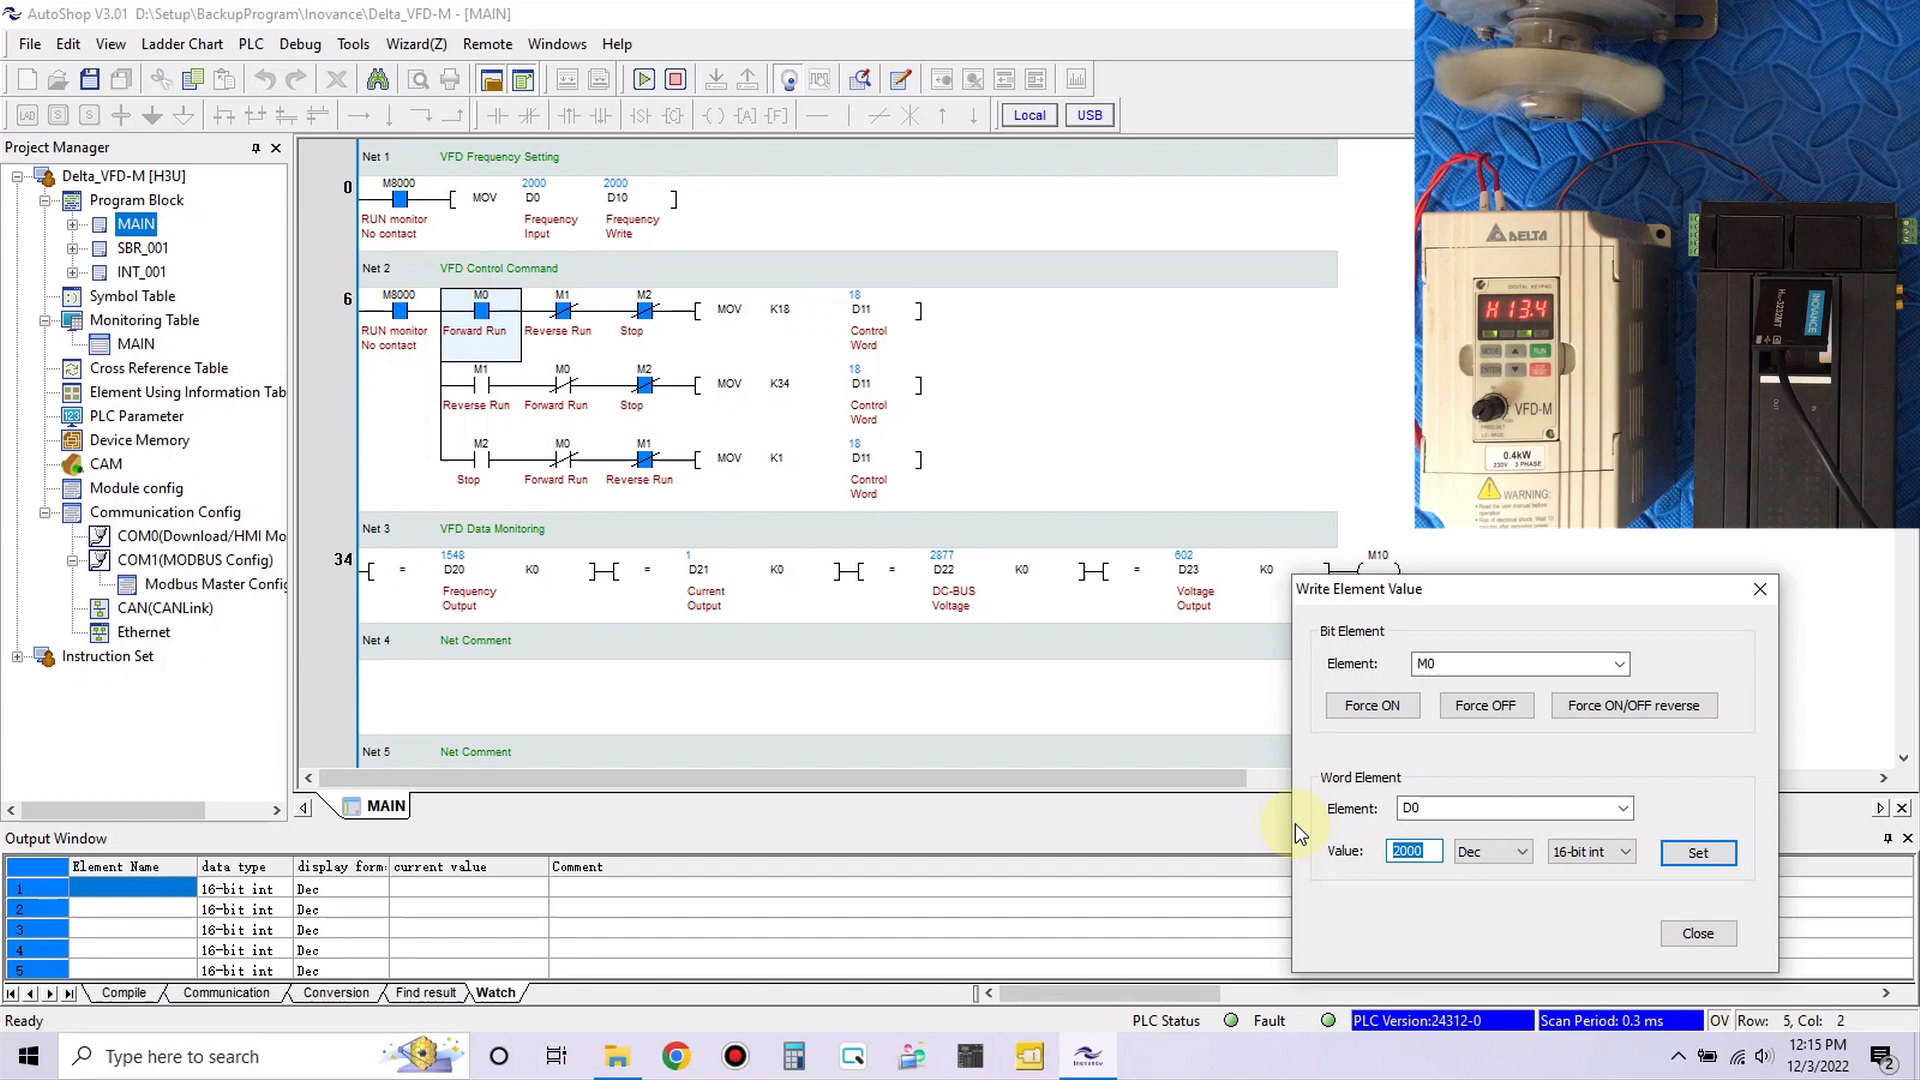 AutoShop V3.01 D:\Setup\BackupProgram\Inovance\Delta_VFD-M - [MAIN]
File Edit View Ladder Chart PLC Debug Tools Wizard(Z) Remote Windows Help
Local USB
Project Manager
Delta_VFD-M [H3U]
Program Block
MAIN
SBR_001
INT_001
Symbol Table
Monitoring Table
MAIN
Cross Reference Table
Element Using Information Tab
PLC Parameter
Device Memory
CAM
Module config
Communication Config
COM0(Download/HMI Mo
COM1(MODBUS Config)
Modbus Master Config
CAN(CANLink)
Ethernet
Instruction Set
Net 1 VFD Frequency Setting
0 M8000 2000 2000
MOV D0 D10
RUN monitor Frequency Frequency
No contact Input Write
Net 2 VFD Control Command
6 M8000 M0 M1 M2 18
MOV K18 D11
RUN monitor Forward Run Reverse Run Stop Control
No contact Word
M1 M0 M2 18
MOV K34 D11
Reverse Run Forward Run Stop Control
Word
M2 M0 M1 18
MOV K1 D11
Stop Forward Run Reverse Run Control
Word
Net 3 VFD Data Monitoring
34 1548 1 2877 602 M10
= D20 K0 = D21 K0 = D22 K0 = D23 K0
Frequency Current DC-BUS Voltage
Output Output Voltage Output
Net 4 Net Comment
Net 5 Net Comment
MAIN
DELTA
DIGITAL KEYPAD
H 13.4
MODE RUN
ENTER
VFD-M
0.4kW
230V 3 PHASE
WARNING:
INOVANCE
OUT
IN
Write Element Value
Bit Element
Element: M0
Force ON Force OFF Force ON/OFF reverse
Word Element
Element: D0
Value: 2000 Dec 16-bit int Set
Close
Output Window
Element Name data type display form: current value Comment
1 16-bit int Dec
2 16-bit int Dec
3 16-bit int Dec
4 16-bit int Dec
5 16-bit int Dec
Compile Communication Conversion Find result Watch
Ready PLC Status Fault PLC Version:24312-0 Scan Period: 0.3 ms OV Row: 5, Col: 2
Type here to search
12:15 PM
12/3/2022
2